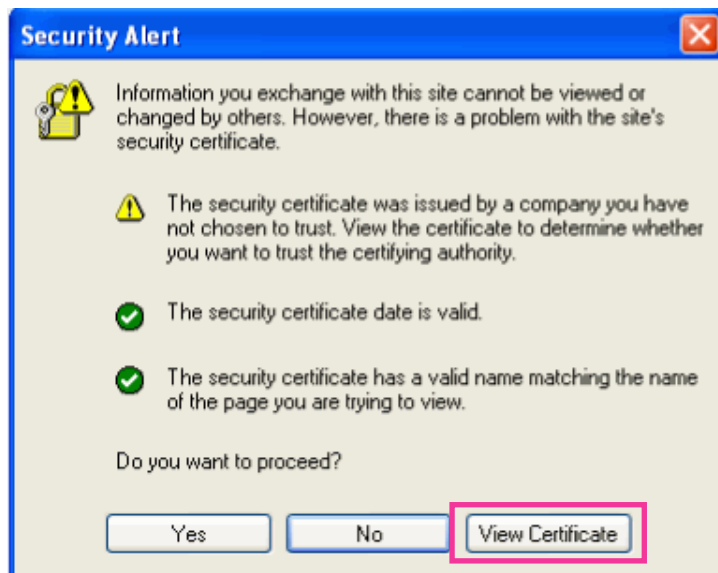 Security Alert
Information you exchange with this site cannot be viewed or
changed by others. However, there is a problem with the site's
security certificate.
The security certificate was issued by a company you have
not chosen to trust. View the certificate to determine whether
you want to trust the certifying authority.
The security certificate date is valid.
The security certificate has a valid name matching the name
of the page you are trying to view.
Do you want to proceed?
Yes No View Certificate